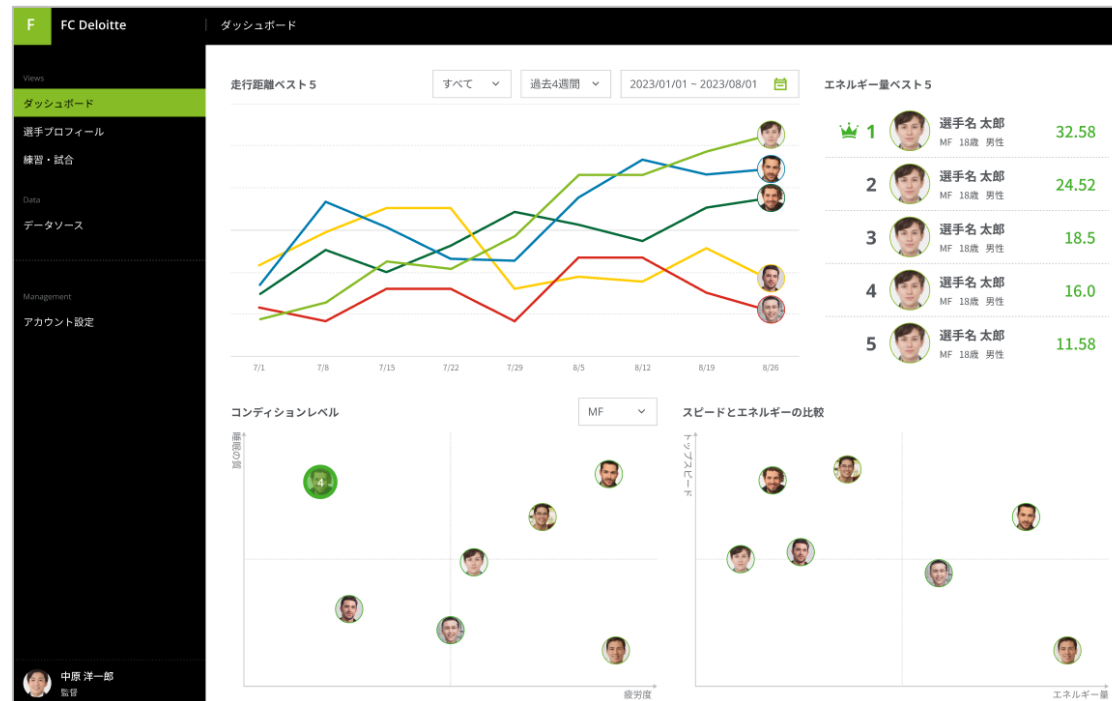 F
FC Deloitte
ダッシュボード
Views
ダッシュボード
選手プロフィール
練習・試合
Data
データソース
Management
アカウント設定
中原 洋一郎
監督
走行距離ベスト５
すべて
過去4週間
2023/01/01 ~ 2023/08/01
7/1 7/8 7/15 7/22 7/29 8/5 8/12 8/19 8/26
エネルギー量ベスト５
1 選手名 太郎 32.58
MF 18歳 男性
2 選手名 太郎 24.52
MF 18歳 男性
3 選手名 太郎 18.5
MF 18歳 男性
4 選手名 太郎 16.0
MF 18歳 男性
5 選手名 太郎 11.58
MF 18歳 男性
コンディションレベル
MF
睡眠の質
4
疲労度
スピードとエネルギーの比較
トップスピード
エネルギー量